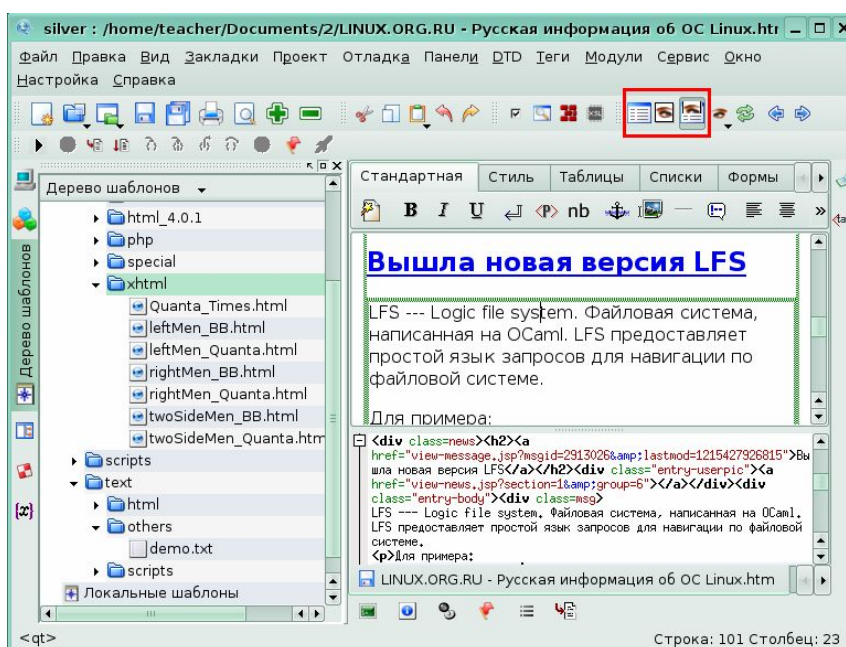 silver : /home/teacher/Documents/2/LINUX.ORG.RU - Русская информация об ОС Linux.htr
Файл Правка Вид Закладки Проект Отладка Панели DTD Теги Модули Сервис Окно
Настройка Справка
Дерево шаблонов
Дерево шаблонов
html_4.0.1
php
special
xhtml
Quanta_Times.html
leftMen_BB.html
leftMen_Quanta.html
rightMen_BB.html
rightMen_Quanta.html
twoSideMen_BB.html
twoSideMen_Quanta.htm
scripts
text
html
others
demo.txt
scripts
Локальные шаблоны
Стандартная Стиль Таблицы Списки Формы
B I U <P> nb »
Вышла новая версия LFS
LFS --- Logic file system. Файловая система,
написанная на OCaml. LFS предоставляет
простой язык запросов для навигации по
файловой системе.
Для примера:
<div class=news><h2><a
href="view-message.jsp?msgid=2913026&amp;lastmod=1215427926815">Вы
шла новая версия LFS</a></h2><div class="entry-userpic"><a
href="view-news.jsp?section=1&amp;group=6"></a></div><div
class="entry-body"><div class=msg>
LFS --- Logic file system. Файловая система, написанная на OCaml.
LFS предоставляет простой язык запросов для навигации по файловой
системе.
<p>Для примера:
LINUX.ORG.RU - Русская информация об ОС Linux.htm
<qt>
Строка: 101 Столбец: 23